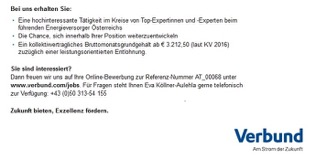 Bei uns erhalten Sie:
Eine hochinteressante Tätigkeit im Kreise von Top-Expertinnen und -Experten beim
führenden Energieversorger Österreichs
Die Chance, sich innerhalb Ihrer Position weiterzuentwickeln
Ein kollektivvertragliches Bruttomonatsgrundgehalt ab € 3.212,50 (laut KV 2016)
zuzüglich einer leistungsorientierten Entlohnung.
Sie sind interessiert?
Dann freuen wir uns auf Ihre Online-Bewerbung zur Referenz-Nummer AT_00068 unter
www.verbund.com/jobs. Für Fragen steht Ihnen Eva Köllner-Aulehla gerne telefonisch
zur Verfügung: +43 (0)50 313-54 155
Zukunft bieten, Exzellenz fördern.
Verbund
Am Strom der Zukunft